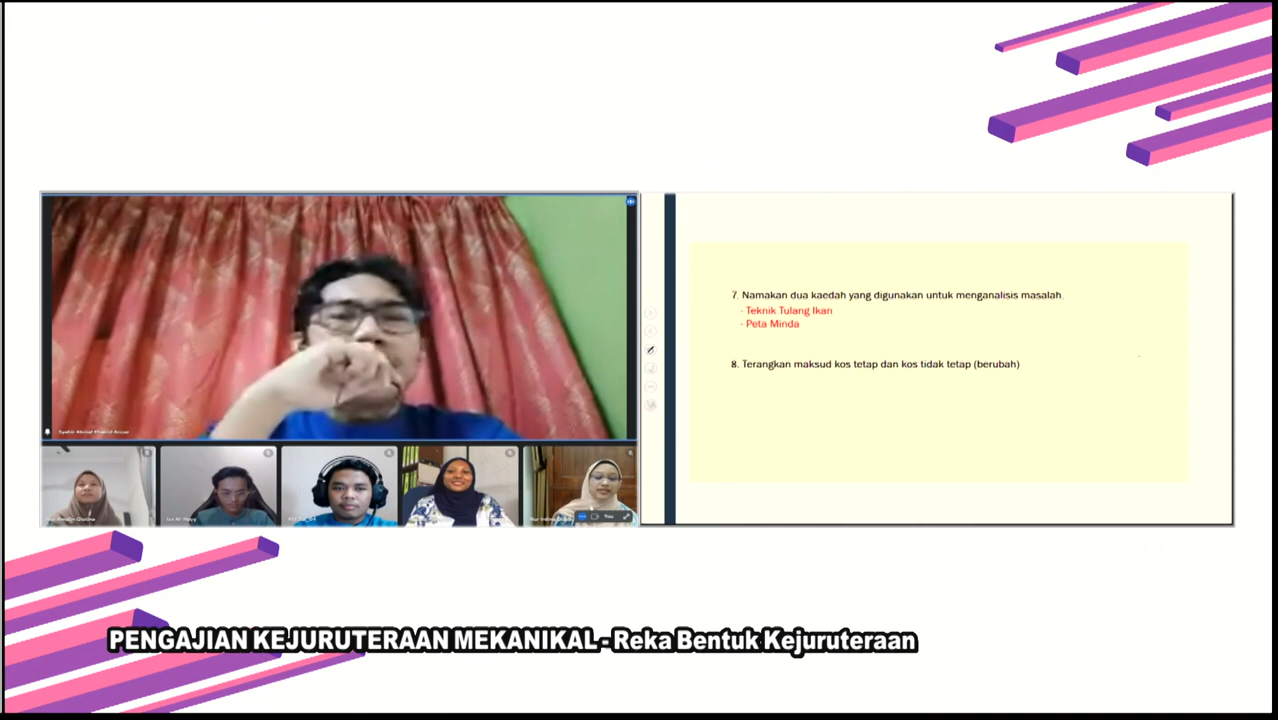 7. Namakan dua kaedah yang digunakan untuk menganalisis masalah.
- Teknik Tulang Ikan
- Peta Minda
8. Terangkan maksud kos tetap dan kos tidak tetap (berubah)
You
PENGAJIAN KEJURUTERAAN MEKANIKAL - Reka Bentuk Kejuruteraan